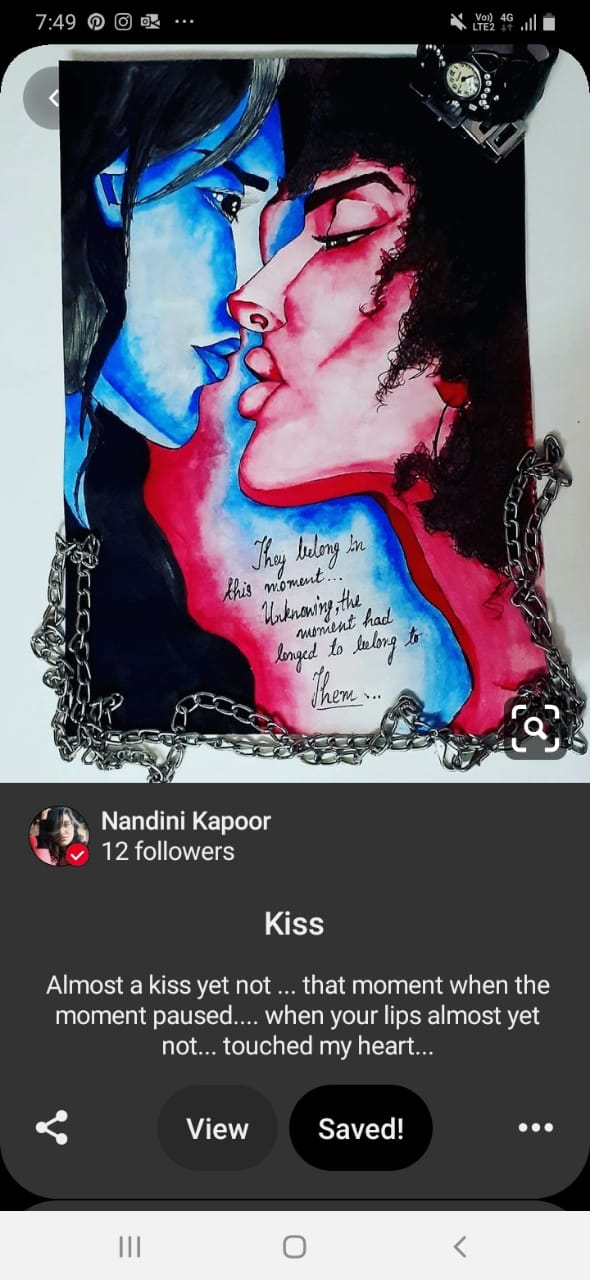 7:49
Vo)) 4G
LTE2
They belong in
this moment...
Unknowing, the
moment had
longed to belong to
Them...
Nandini Kapoor
12 followers
Kiss
Almost a kiss yet not ... that moment when the
moment paused.... when your lips almost yet
not... touched my heart...
View
Saved!